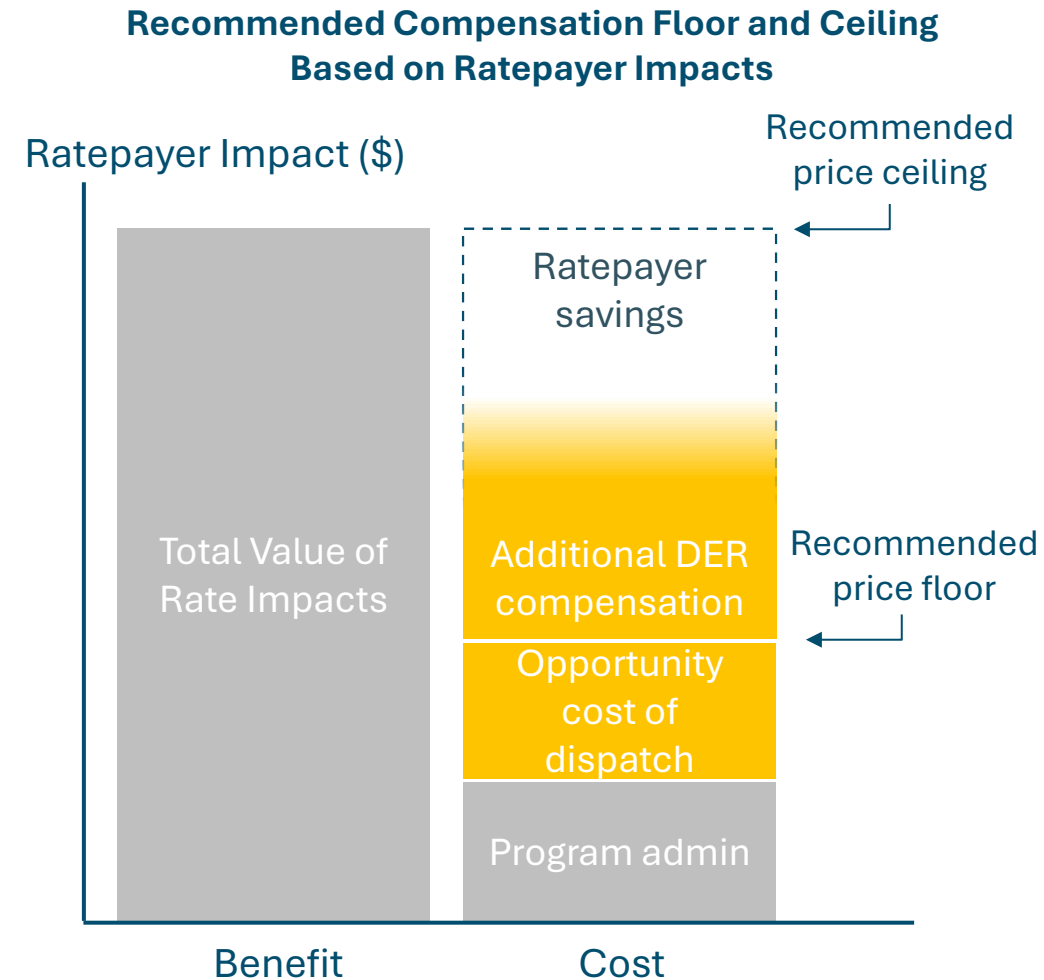 Recommended Compensation Floor and Ceiling
Based on Ratepayer Impacts
Ratepayer Impact ($)
Recommended
price ceiling
Ratepayer
savings
Total Value of
Rate Impacts
Additional DER
compensation
Recommended
price floor
Opportunity
cost of
dispatch
Program admin
Benefit
Cost